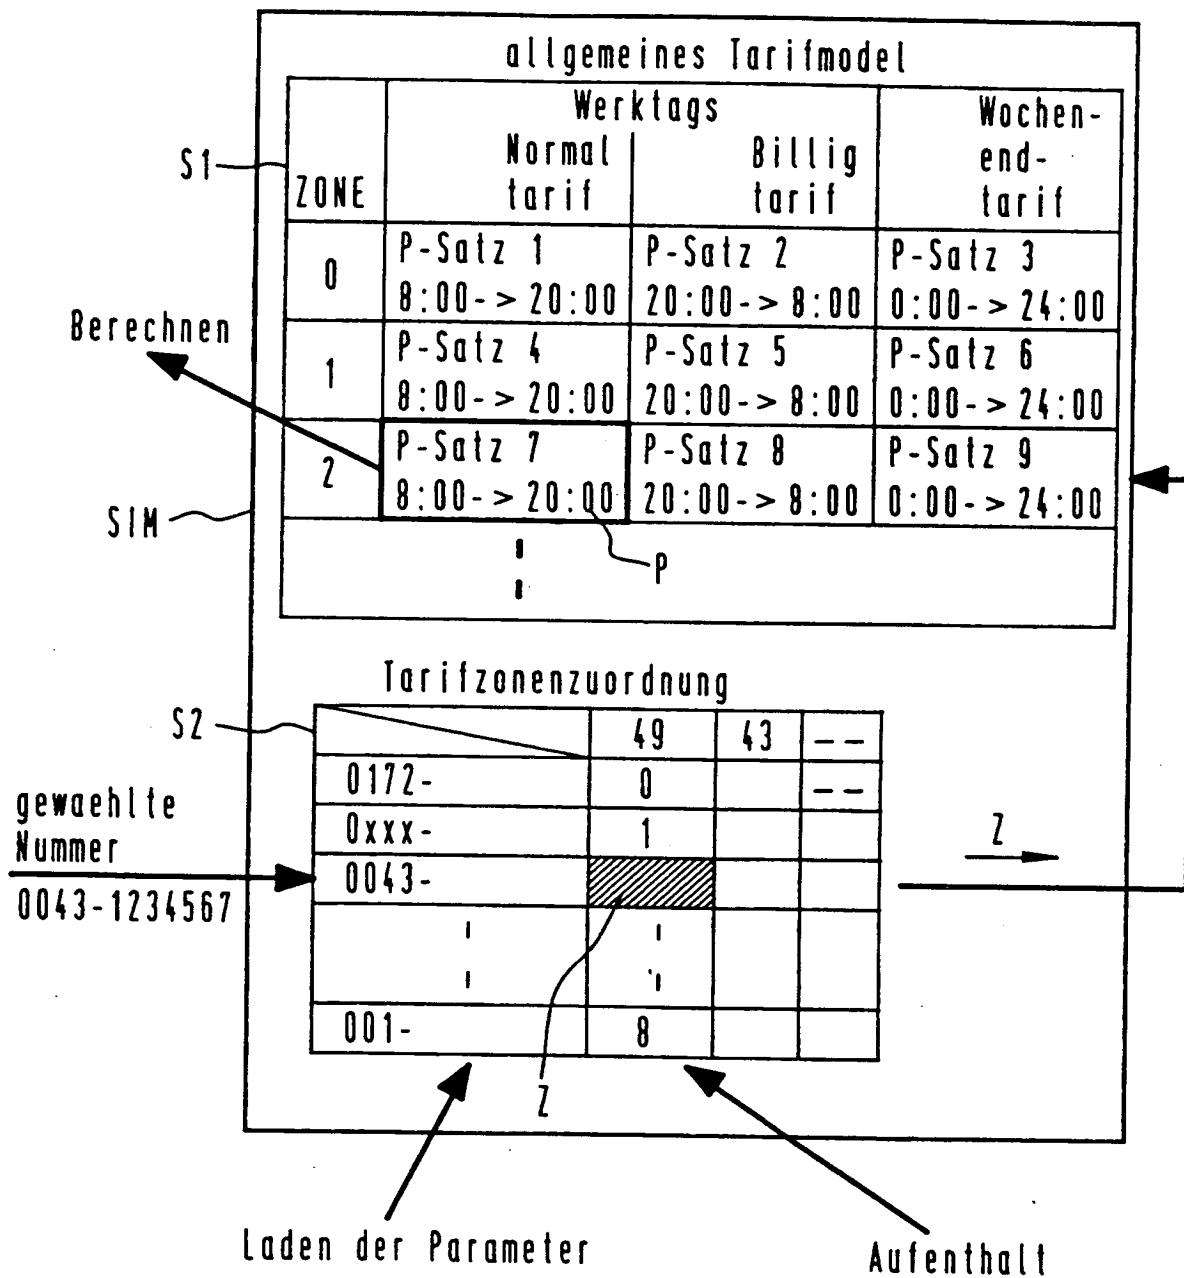 allgemeines Tarifmodel
Werktags
Wochen-
end-
tarif
Normal
tarif
Billig
tarif
S1
ZONE
0
P-Satz 1
8:00-> 20:00
P-Satz 2
20:00-> 8:00
P-Satz 3
0:00-> 24:00
Berechnen
1
P-Satz 4
8:00-> 20:00
P-Satz 5
20:00-> 8:00
P-Satz 6
0:00-> 24:00
2
P-Satz 7
8:00-> 20:00
P-Satz 8
20:00-> 8:00
P-Satz 9
0:00-> 24:00
SIM
P
Tarifzonenzuordnung
S2
49 43 --
0172- 0 --
0xxx- 1
0043-
001- 8
gewaehlte
Nummer
0043-1234567
Z
Z
Laden der Parameter
Aufenthalt